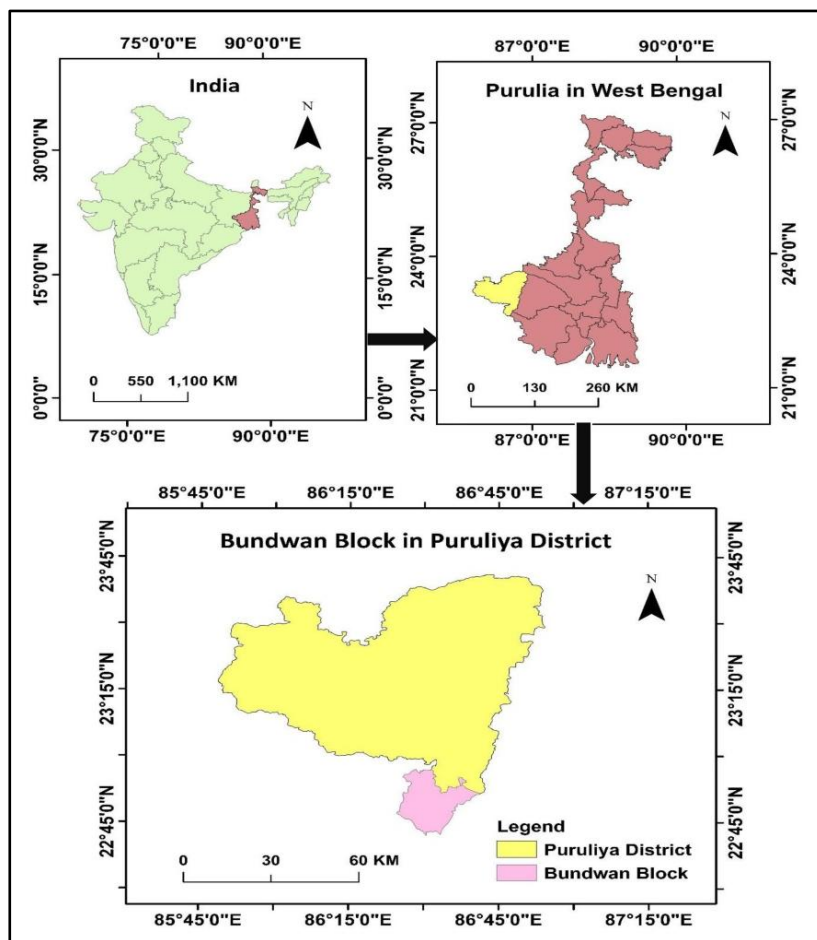 75°0'0"E 90°0'0"E
India
N
30°0'0"N
15°0'0"N
0°0'0"
30°0'0"N
15°0'0"N
0°0'0"
0 550 1,100 KM
75°0'0"E 90°0'0"E
87°0'0"E 90°0'0"E
Purulia in West Bengal
N
27°0'0"N
24°0'0"N
21°0'0"N
27°0'0"N
24°0'0"N
21°0'0"N
0 130 260 KM
87°0'0"E 90°0'0"E
85°45'0"E 86°15'0"E 86°45'0"E 87°15'0"E
Bundwan Block in Puruliya District
N
23°45'0"N
23°15'0"N
22°45'0"N
23°45'0"N
23°15'0"N
22°45'0"N
Legend
Puruliya District
Bundwan Block
0 30 60 KM
85°45'0"E 86°15'0"E 86°45'0"E 87°15'0"E